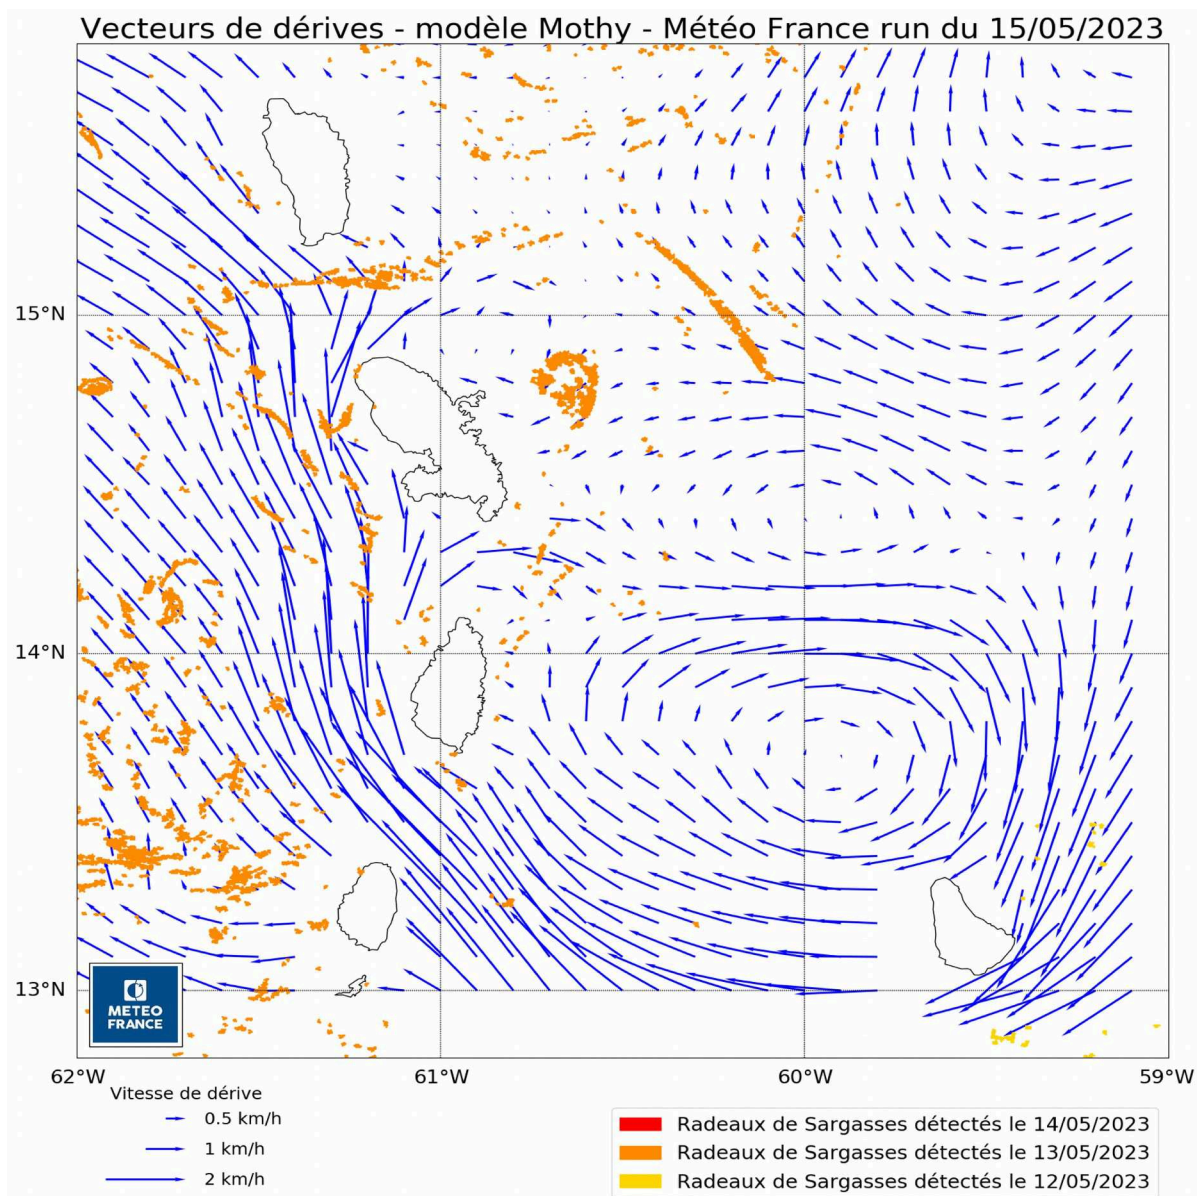 Vecteurs de dérives - modèle Mothy - Météo France run du 15/05/2023
15°N
14°N
13°N
METEO
FRANCE
62°W
61°W
60°W
59°W
Vitesse de dérive
0.5 km/h
1 km/h
2 km/h
Radeaux de Sargasses détectés le 14/05/2023
Radeaux de Sargasses détectés le 13/05/2023
Radeaux de Sargasses détectés le 12/05/2023